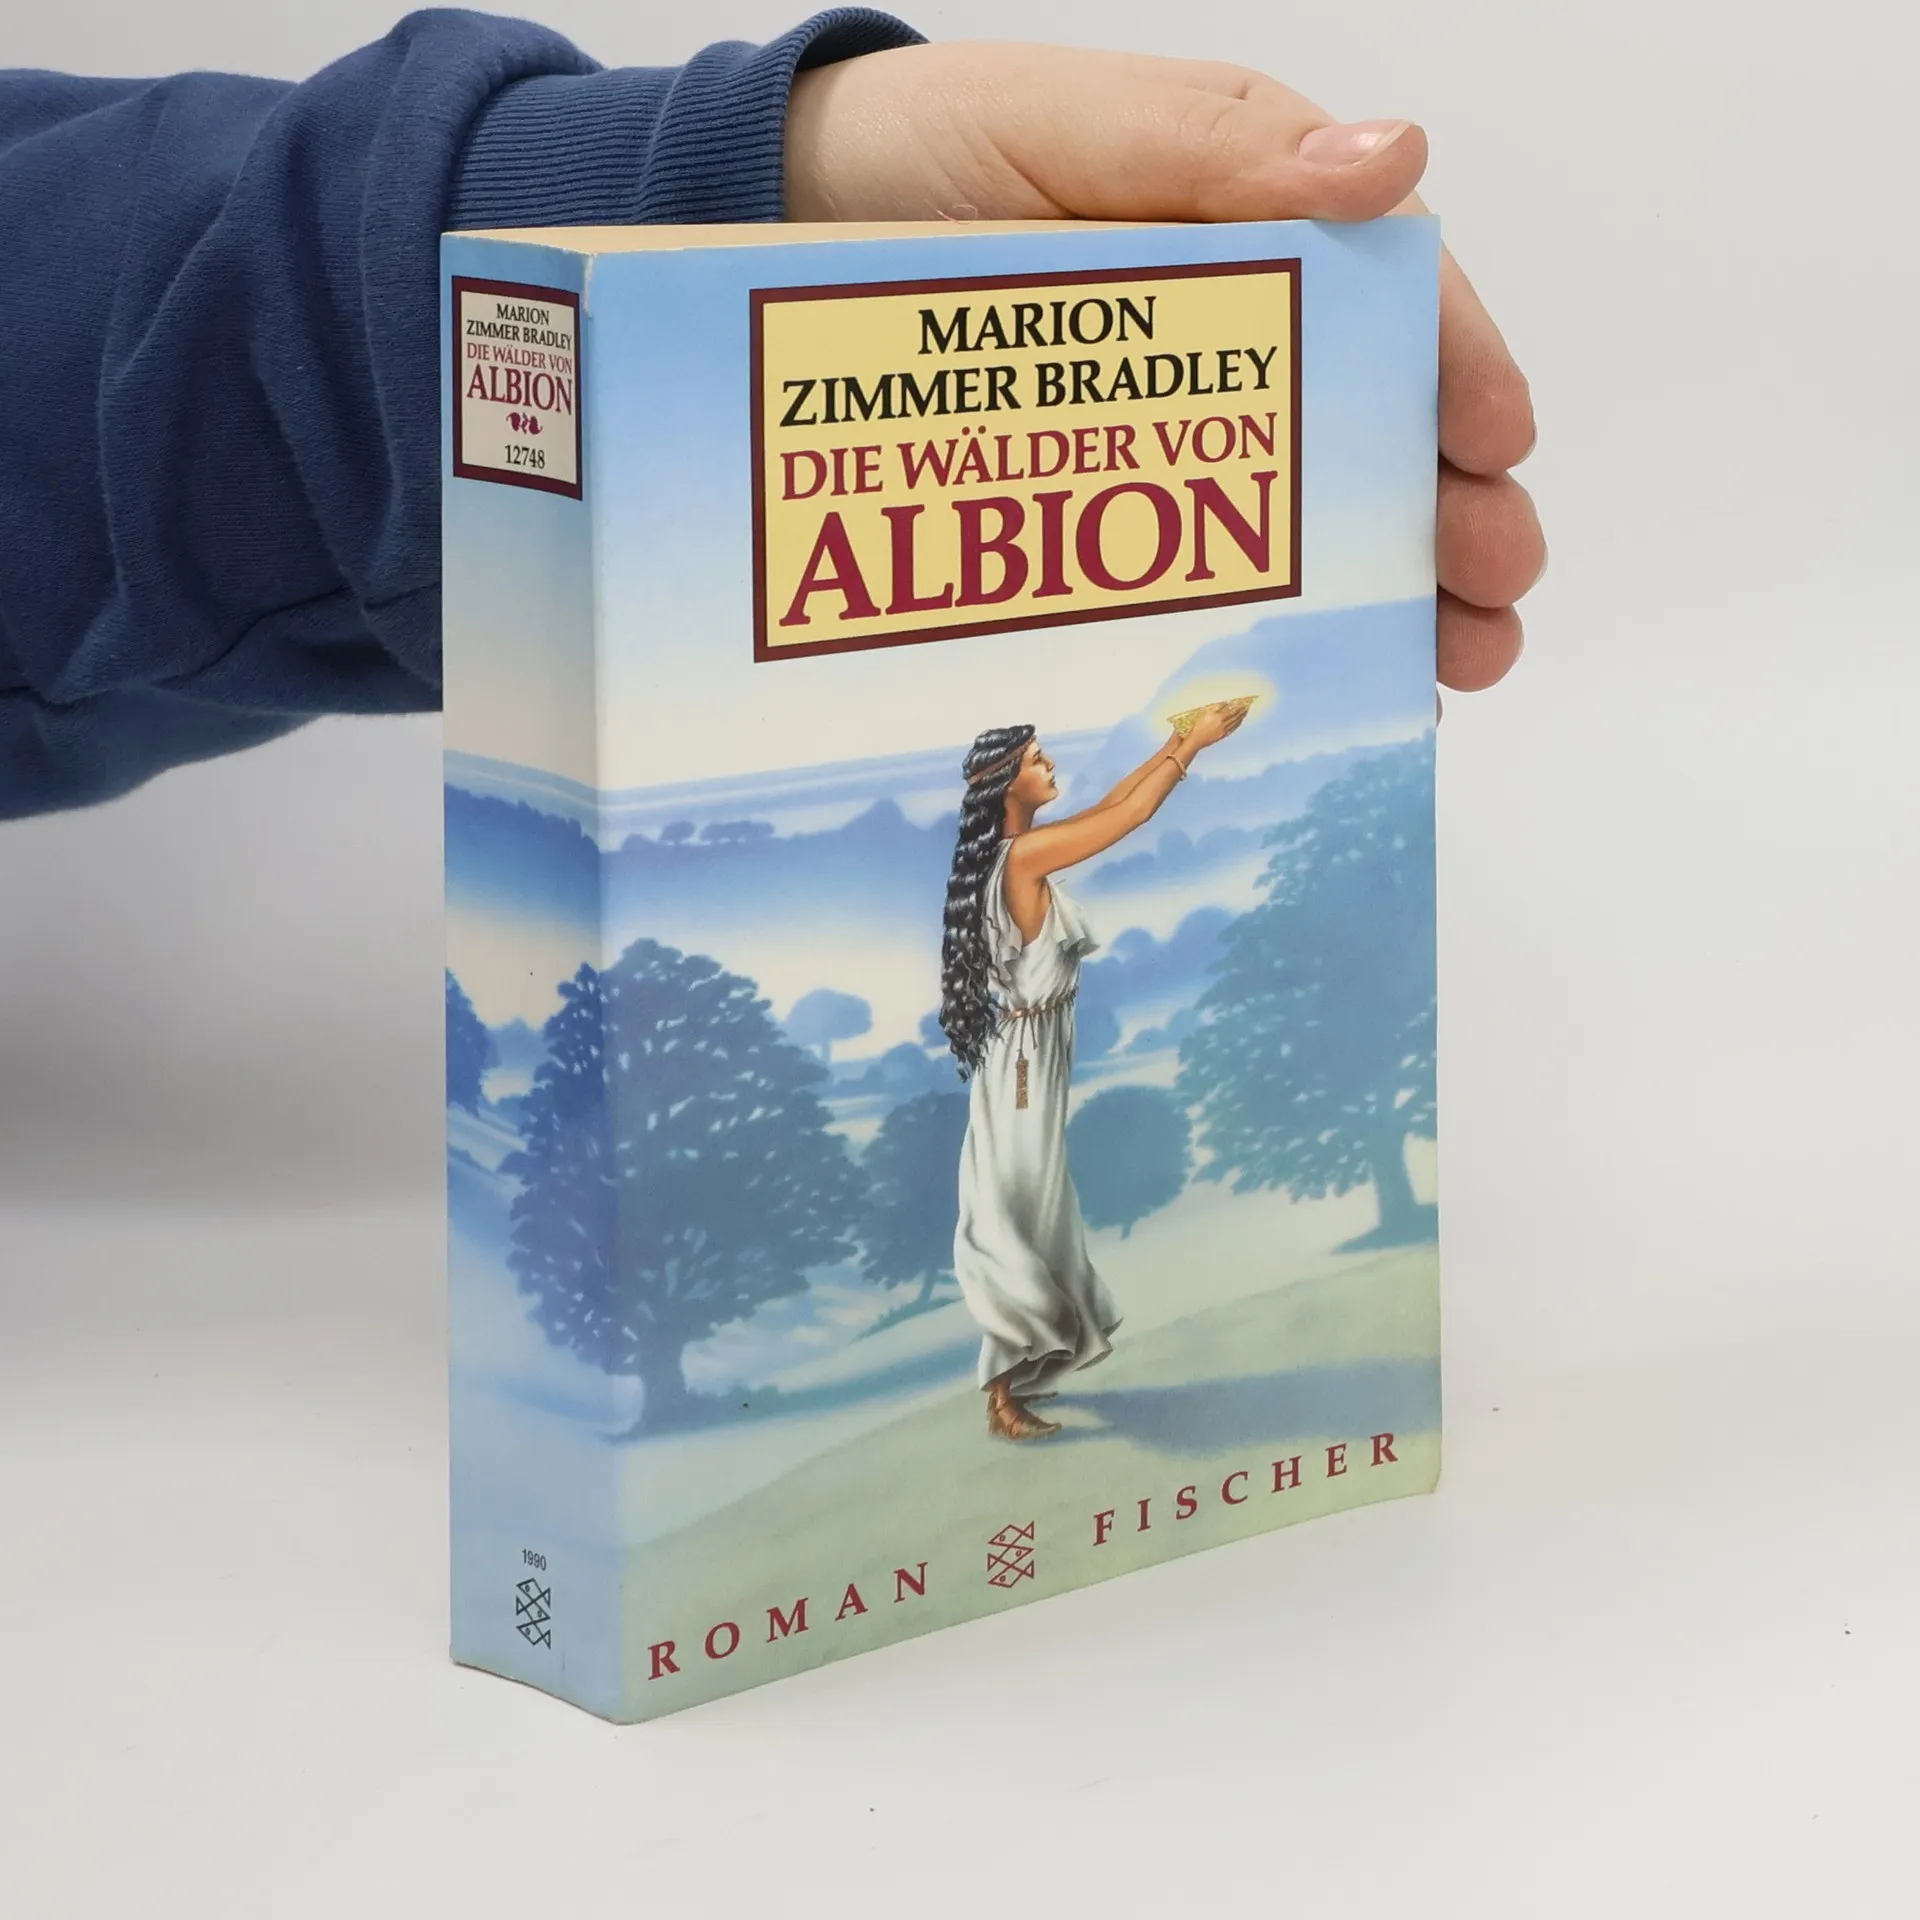 MARION
ZIMMER BRADLEY
DIE WÄLDER VON
ALBION
12748
1990
MARION
ZIMMER BRADLEY
DIE WÄLDER VON
ALBION
ROMAN FISCHER